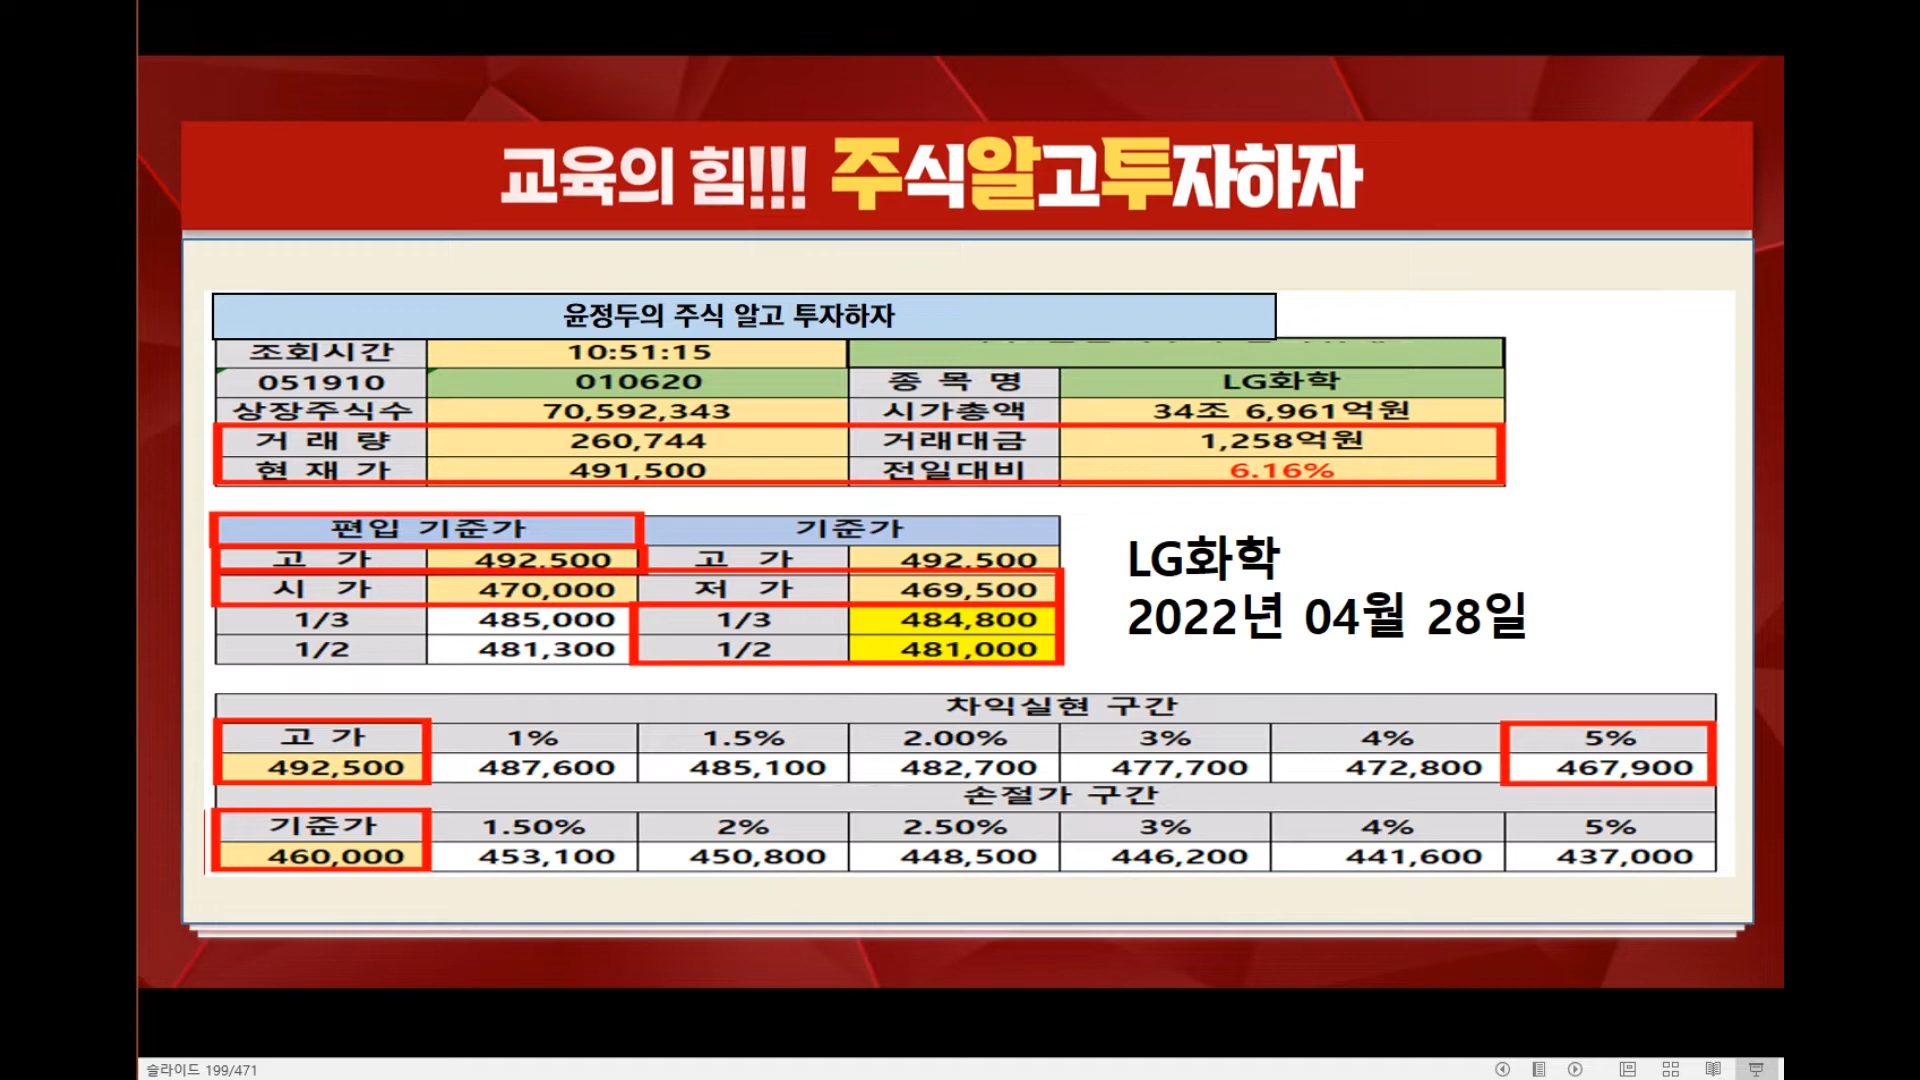 교육의 힘!!! 주식알고투자하자
윤정두의 주식 알고 투자하자
조회시간 10:51:15
051910 010620 종 목 명 LG화학
상장주식수 70,592,343 시가총액 34조 6,961억원
거 래 량 260,744 거래대금 1,258억원
현 재 가 491,500 전일대비 6.16%
편입 기준가 기준가
고 가 492,500 고 가 492,500
시 가 470,000 저 가 469,500
1/3 485,000 1/3 484,800
1/2 481,300 1/2 481,000
LG화학
2022년 04월 28일
차익실현 구간
고 가 1% 1.5% 2.00% 3% 4% 5%
492,500 487,600 485,100 482,700 477,700 472,800 467,900
손절가 구간
기준가 1.50% 2% 2.50% 3% 4% 5%
460,000 453,100 450,800 448,500 446,200 441,600 437,000
슬라이드 199/471